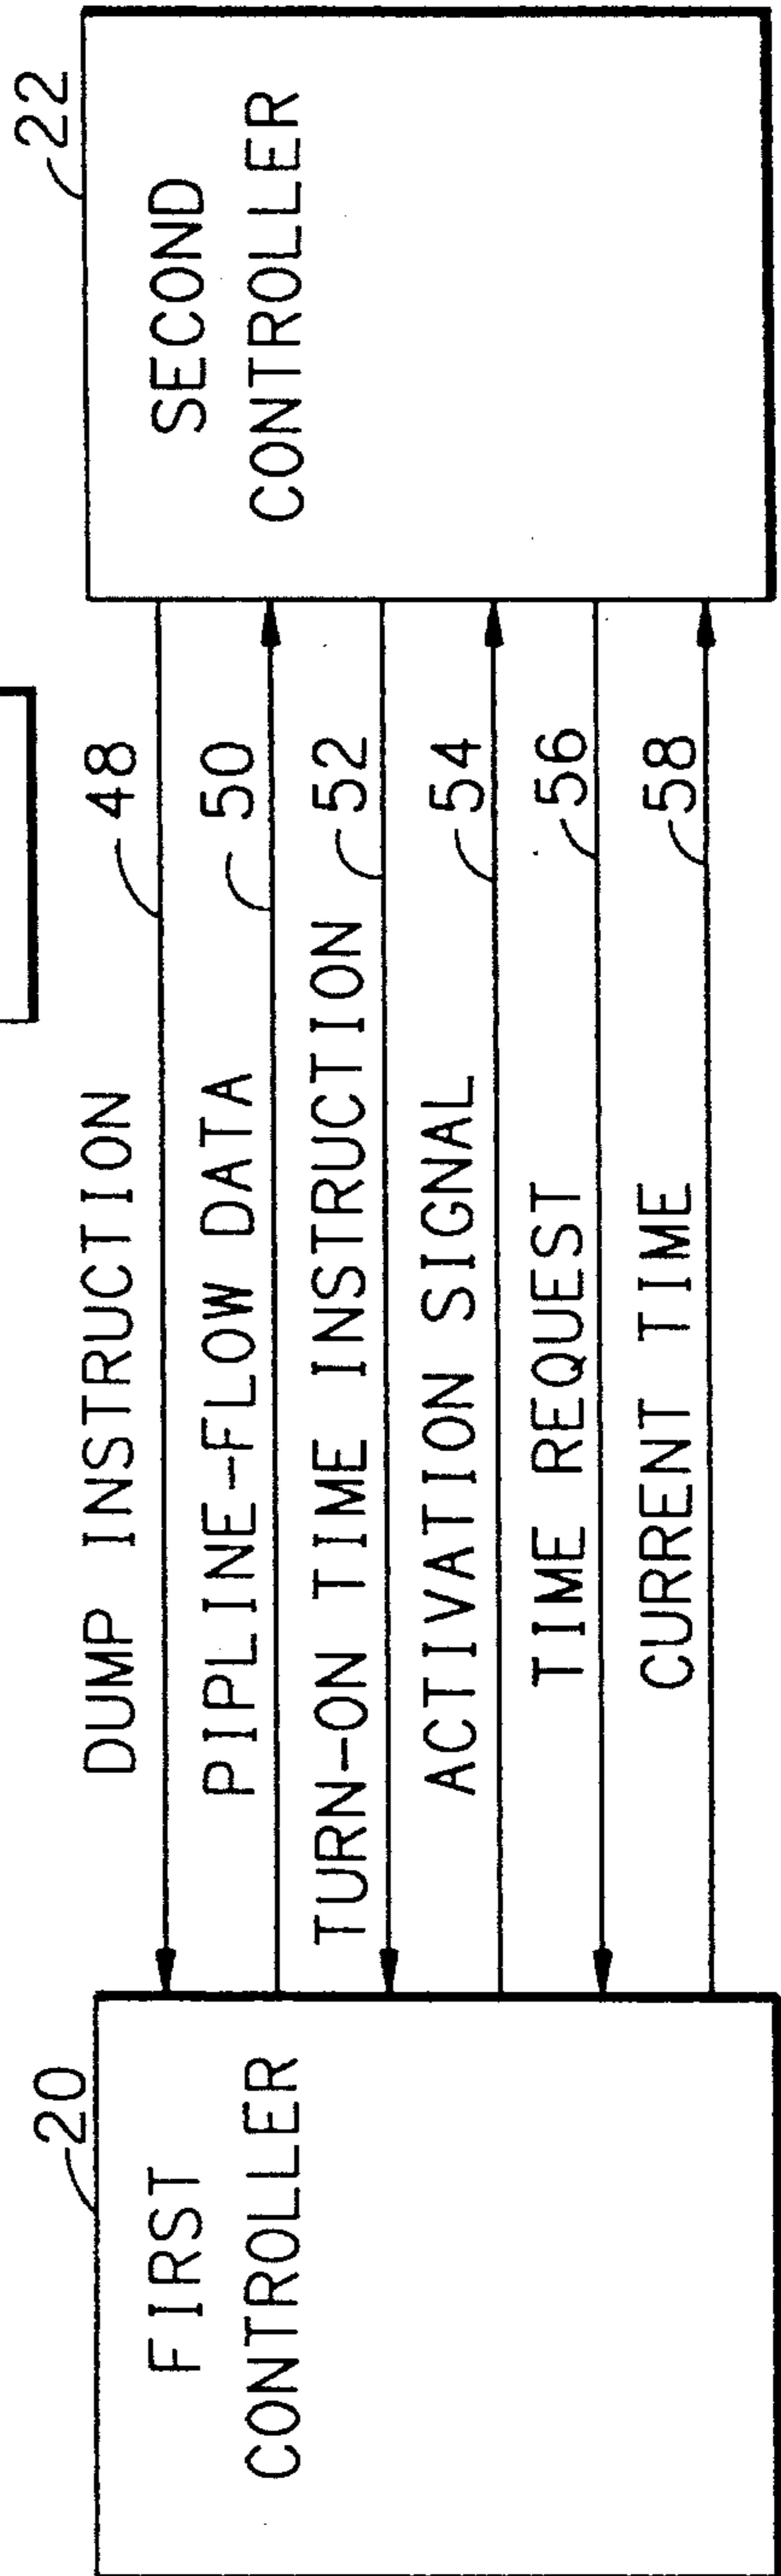 20
FIRST
CONTROLLER
DUMP INSTRUCTION
48
PIPLINE-FLOW DATA
50
TURN-ON TIME INSTRUCTION
52
ACTIVATION SIGNAL
54
TIME REQUEST
56
CURRENT TIME
58
22
SECOND
CONTROLLER